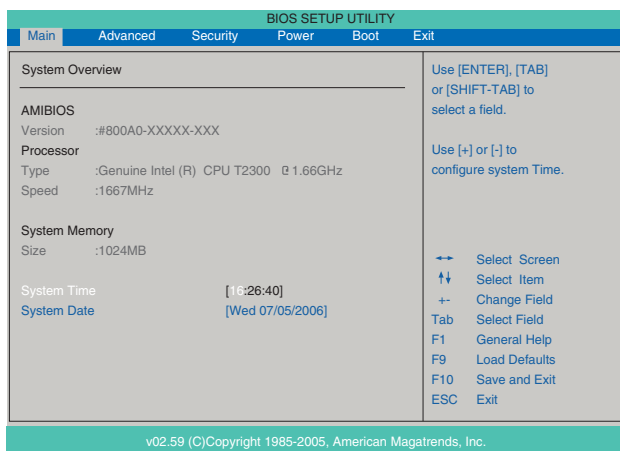 BIOS SETUP UTILITY
Main Advanced Security Power Boot Exit
System Overview
AMIBIOS
Version :#800A0-XXXXX-XXX
Processor
Type :Genuine Intel (R) CPU T2300 @ 1.66GHz
Speed :1667MHz
System Memory
Size :1024MB
System Time [16:26:40]
System Date [Wed 07/05/2006]
Use [ENTER], [TAB]
or [SHIFT-TAB] to
select a field.
Use [+] or [-] to
configure system Time.
↔ Select Screen
↑↓ Select Item
+- Change Field
Tab Select Field
F1 General Help
F9 Load Defaults
F10 Save and Exit
ESC Exit
v02.59 (C)Copyright 1985-2005, American Magatrends, Inc.